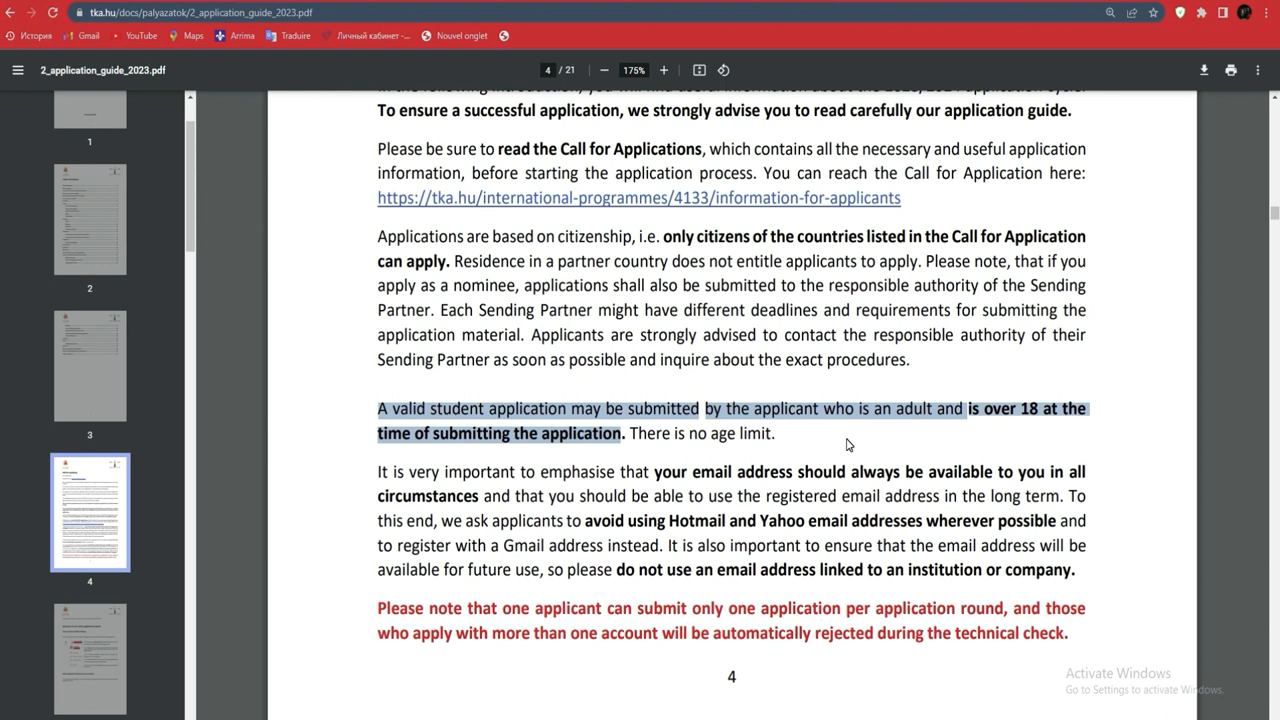 tka.hu/docs/palyazatok/2_application_guide_2023.pdf
История Gmail YouTube Maps Arrima Traduire Личный кабинет -... Nouvel onglet
2_application_guide_2023.pdf 4 / 21 175%
1
2
3
4
To ensure a successful application, we strongly advise you to read carefully our application guide.
Please be sure to read the Call for Applications, which contains all the necessary and useful application
information, before starting the application process. You can reach the Call for Application here:
https://tka.hu/international-programmes/4133/information-for-applicants
Applications are based on citizenship, i.e. only citizens of the countries listed in the Call for Application
can apply. Residence in a partner country does not entitle applicants to apply. Please note, that if you
apply as a nominee, applications shall also be submitted to the responsible authority of the Sending
Partner. Each Sending Partner might have different deadlines and requirements for submitting the
application material. Applicants are strongly advised to contact the responsible authority of their
Sending Partner as soon as possible and inquire about the exact procedures.
A valid student application may be submitted by the applicant who is an adult and is over 18 at the
time of submitting the application. There is no age limit.
It is very important to emphasise that your email address should always be available to you in all
circumstances and that you should be able to use the registered email address in the long term. To
this end, we ask applicants to avoid using Hotmail and Yahoo email addresses whenever possible and
to register with a Gmail address instead. It is also important to ensure that the email address will be
available for future use, so please do not use an email address linked to an institution or company.
Please note that one applicant can submit only one application per application round, and those
who apply with more than one account will be automatically rejected during the technical check.
4
Activate Windows
Go to Settings to activate Windows.